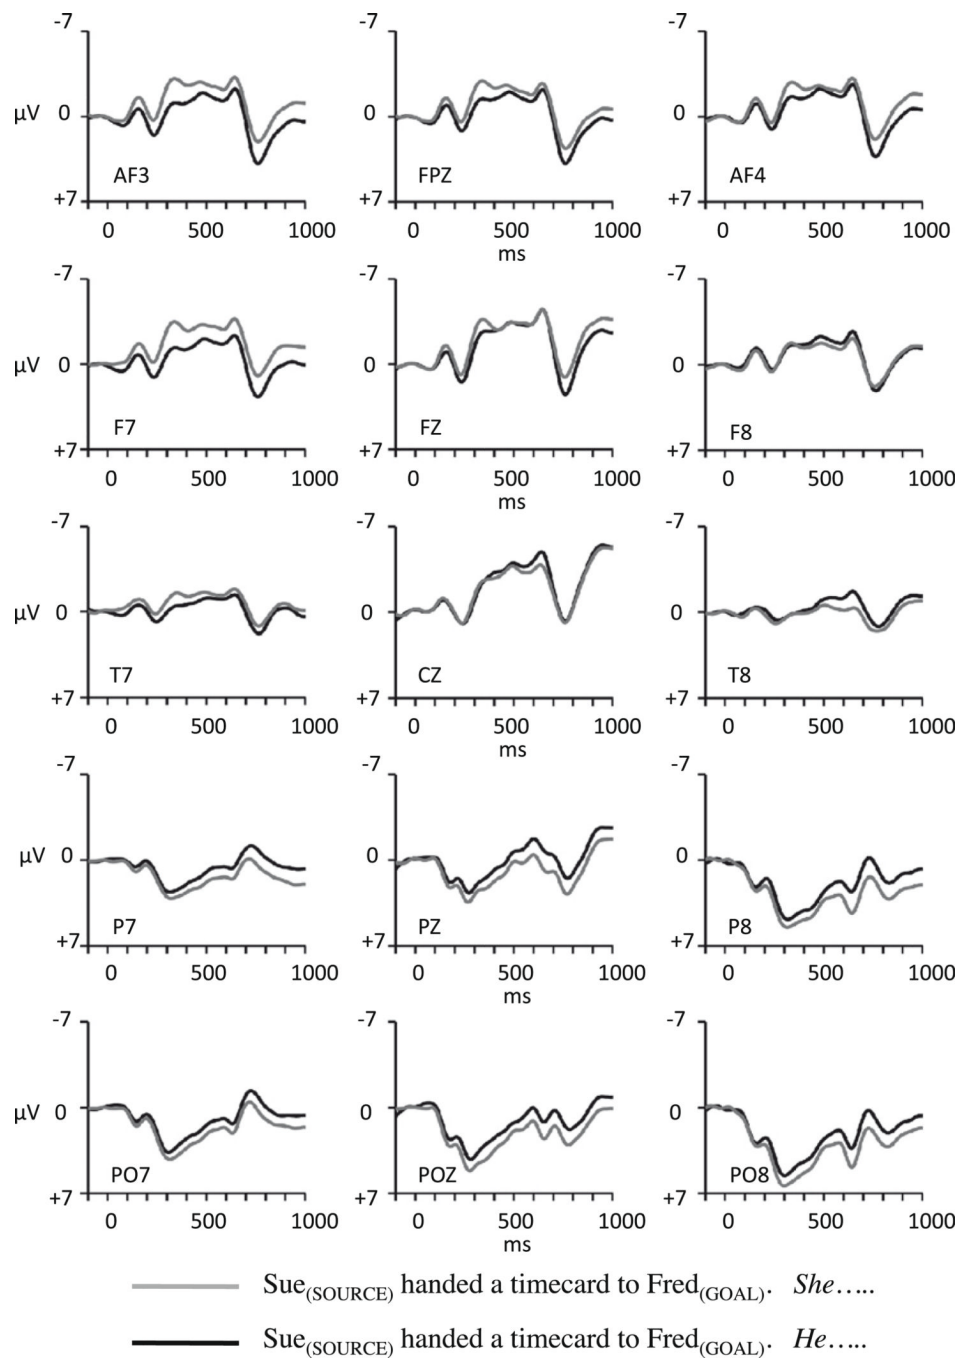 -7 -7 -7
µV 0 0 0
AF3 FPZ AF4
+7 +7 +7
0 500 1000 0 500 1000 0 500 1000
ms
-7 -7 -7
µV 0 0 0
F7 FZ F8
+7 +7 +7
0 500 1000 0 500 1000 0 500 1000
ms
-7 -7 -7
µV 0 0 0
T7 CZ T8
+7 +7 +7
0 500 1000 0 500 1000 0 500 1000
ms
-7 -7 -7
µV 0 0 0
P7 PZ P8
+7 +7 +7
0 500 1000 0 500 1000 0 500 1000
ms
-7 -7 -7
µV 0 0 0
PO7 POZ PO8
+7 +7 +7
0 500 1000 0 500 1000 0 500 1000
ms
Sue(SOURCE) handed a timecard to Fred(GOAL). She…..
Sue(SOURCE) handed a timecard to Fred(GOAL). He…..